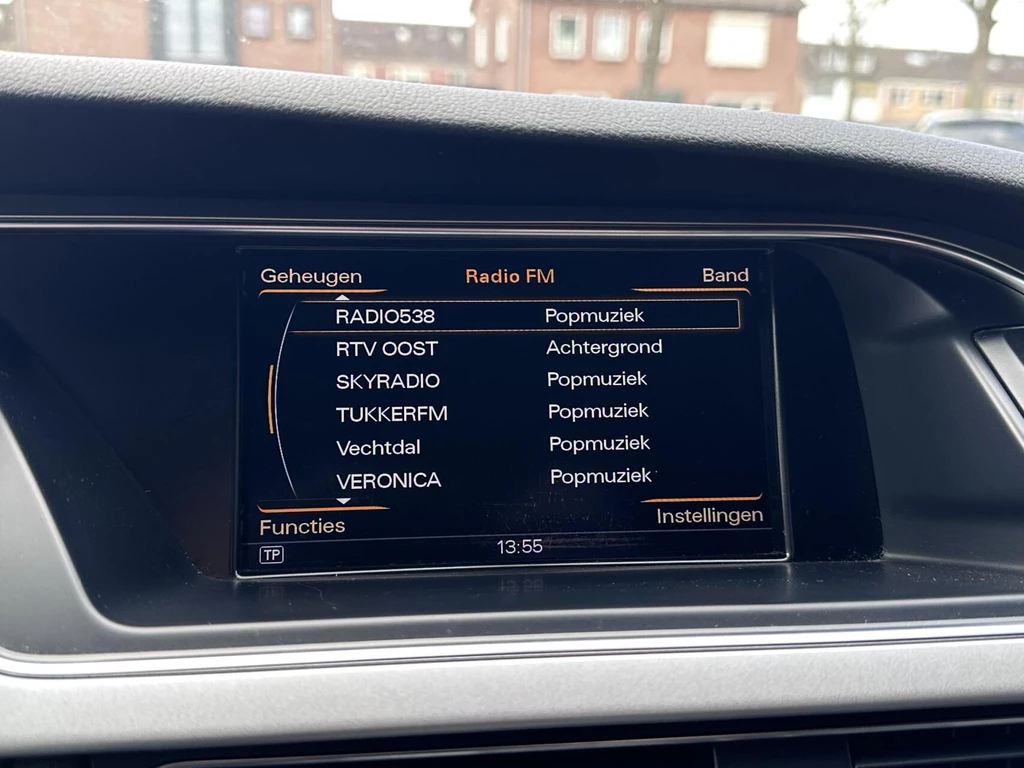 Geheugen Radio FM Band
RADIO538 Popmuziek
RTV OOST Achtergrond
SKYRADIO Popmuziek
TUKKERFM Popmuziek
Vechtdal Popmuziek
VERONICA Popmuziek
Functies Instellingen
TP 13:55